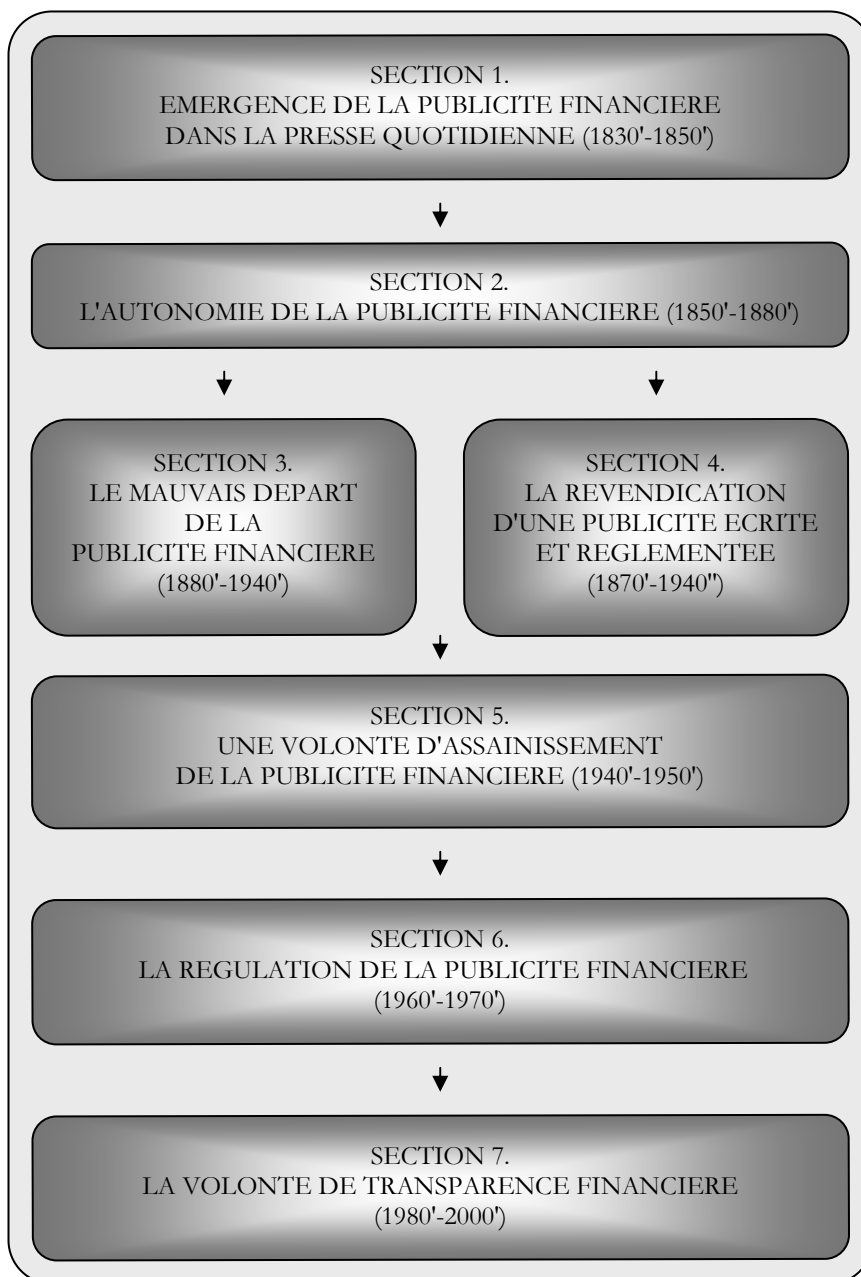 SECTION 1.
EMERGENCE DE LA PUBLICITE FINANCIERE
DANS LA PRESSE QUOTIDIENNE (1830'-1850')
SECTION 2.
L'AUTONOMIE DE LA PUBLICITE FINANCIERE (1850'-1880')
SECTION 3.
LE MAUVAIS DEPART
DE LA
PUBLICITE FINANCIERE
(1880'-1940')
SECTION 4.
LA REVENDICATION
D'UNE PUBLICITE ECRITE
ET REGLEMENTEE
(1870'-1940'')
SECTION 5.
UNE VOLONTE D'ASSAINISSEMENT
DE LA PUBLICITE FINANCIERE (1940'-1950')
SECTION 6.
LA REGULATION DE LA PUBLICITE FINANCIERE
(1960'-1970')
SECTION 7.
LA VOLONTE DE TRANSPARENCE FINANCIERE
(1980'-2000')